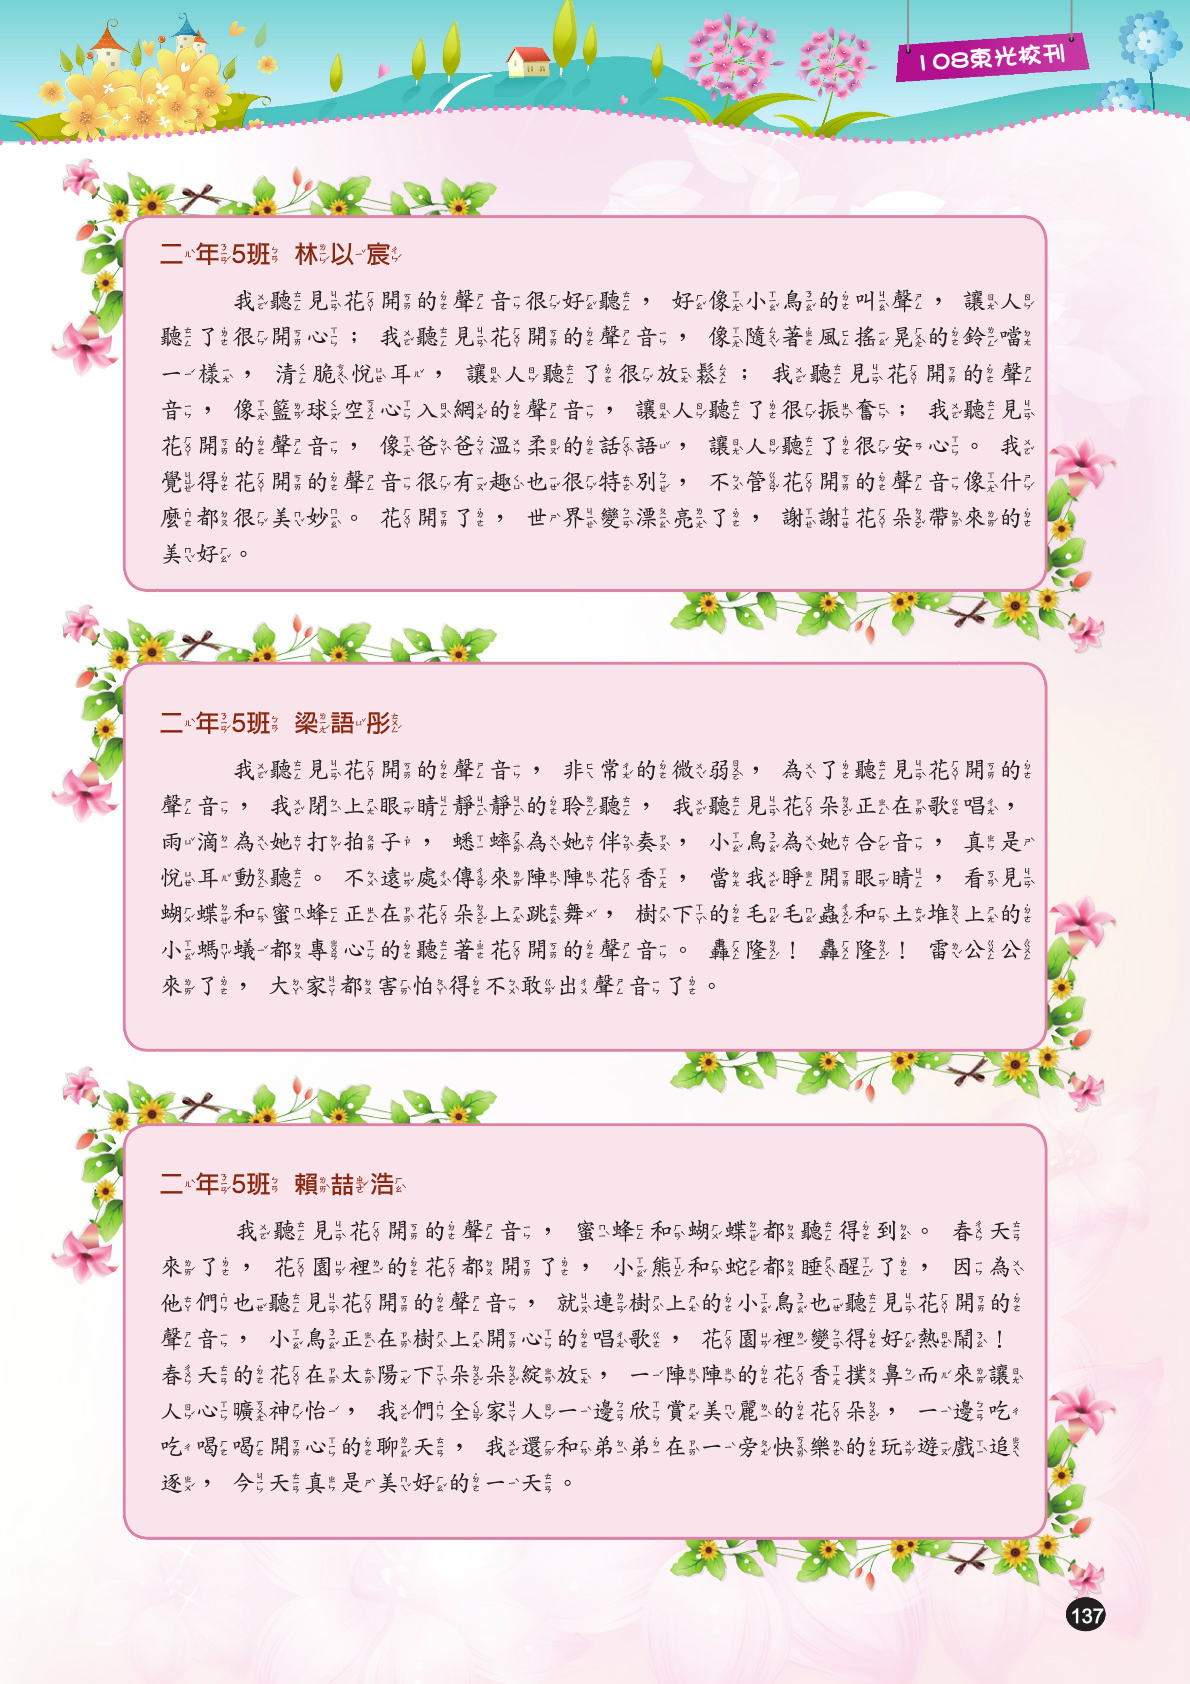 108東光校刊
二年5班 林以宸
我聽見花開的聲音很好聽，好像小鳥的叫聲，讓人
聽了很開心；我聽見花開的聲音，像隨著風搖晃的鈴噹
一樣，清脆悅耳，讓人聽了很放鬆；我聽見花開的聲
音，像籃球空心入網的聲音，讓人聽了很振奮；我聽見
花開的聲音，像爸爸溫柔的話語，讓人聽了很安心。我
覺得花開的聲音很有趣也很特別，不管花開的聲音像什
麼都很美妙。花開了，世界變漂亮了，謝謝花朵帶來的
美好。
二年5班 梁語彤
我聽見花開的聲音，非常的微弱，為了聽見花開的
聲音，我閉上眼睛靜靜的聆聽，我聽見花朵正在歌唱，
雨滴為她打拍子，蟋蟀為她伴奏，小鳥為她合音，真是
悅耳動聽。不遠處傳來陣陣花香，當我睜開眼睛，看見
蝴蝶和蜜蜂正在花朵上跳舞，樹下的毛毛蟲和土堆上的
小螞蟻都專心的聽著花開的聲音。轟隆！轟隆！雷公公
來了，大家都害怕得不敢出聲音了。
二年5班 賴喆浩
我聽見花開的聲音，蜜蜂和蝴蝶都聽得到。春天
來了，花園裡的花都開了，小熊和蛇都睡醒了，因為
他們也聽見花開的聲音，就連樹上的小鳥也聽見花開的
聲音，小鳥正在樹上開心的唱歌，花園裡變得好熱鬧！
春天的花在太陽下朵朵綻放，一陣陣的花香撲鼻而來讓
人心曠神怡，我們全家人一邊欣賞美麗的花朵，一邊吃
吃喝喝開心的聊天，我還和弟弟在一旁快樂的玩遊戲追
逐，今天真是美好的一天。
137